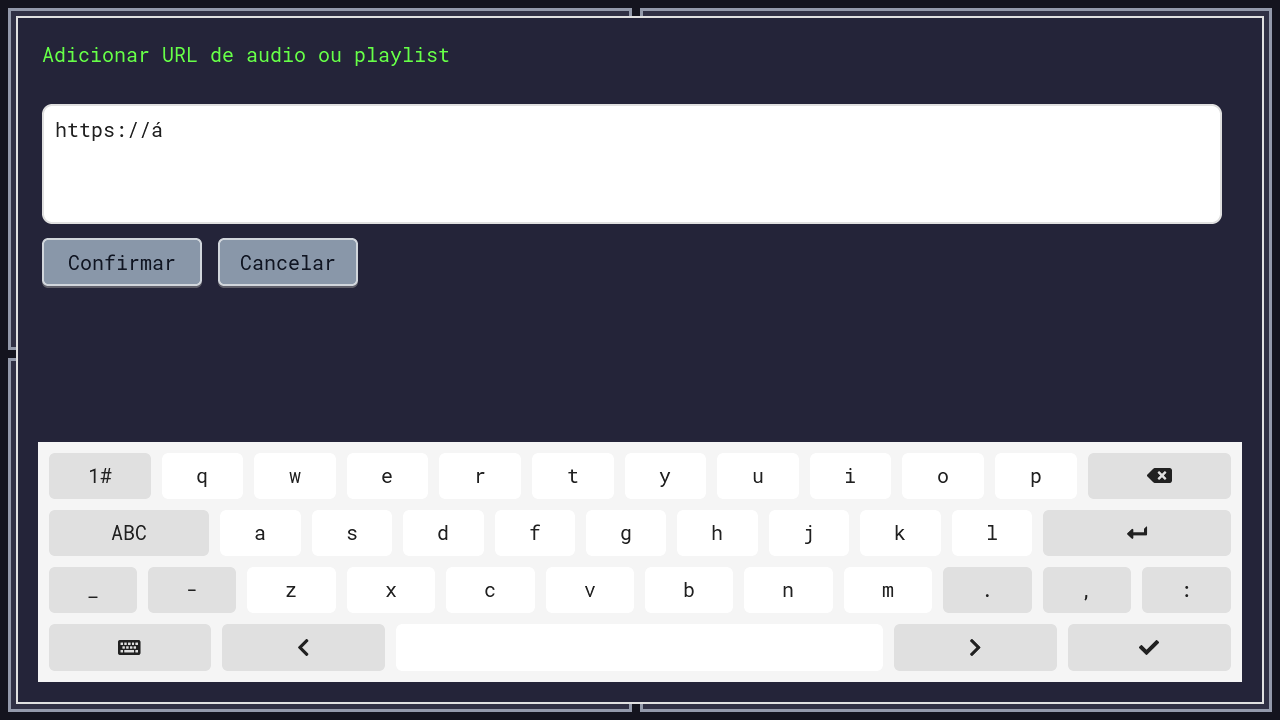 Adicionar URL de audio ou playlist
https://á
Confirmar Cancelar
1# q w e r t y u i o p
ABC a s d f g h j k l
_ - z x c v b n m . , :